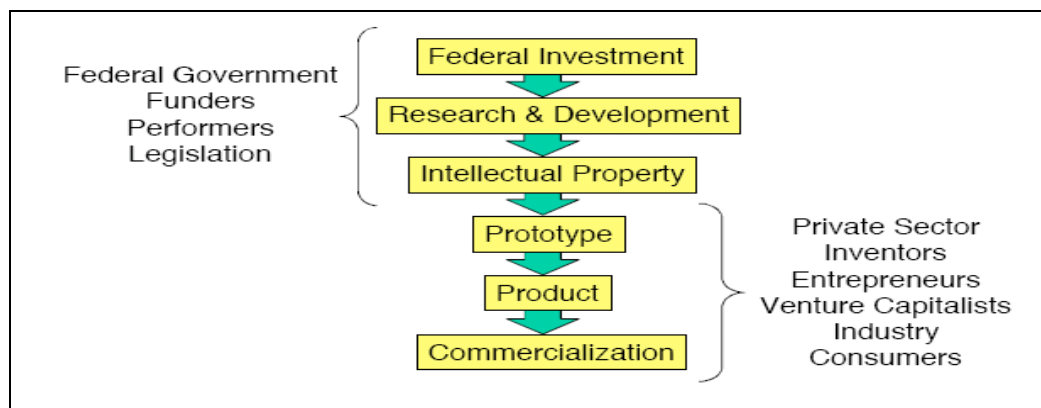 Federal Government
Funders
Performers
Legislation
Federal Investment
Research & Development
Intellectual Property
Prototype
Product
Commercialization
Private Sector
Inventors
Entrepreneurs
Venture Capitalists
Industry
Consumers